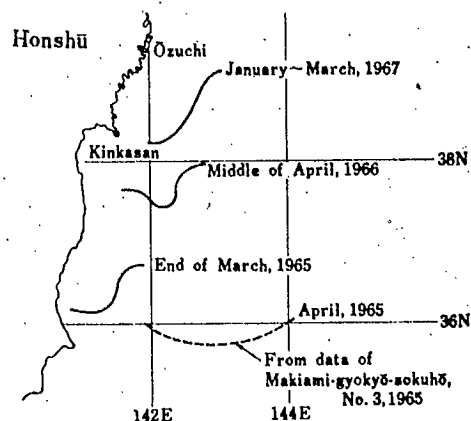 Honshū
Ōzuchi
January~March, 1967
Kinkasan
38N
Middle of April, 1966
End of March, 1965
April, 1965
36N
From data of
Makiami-gyokyō-sokuhō,
No. 3, 1965
142E
144E